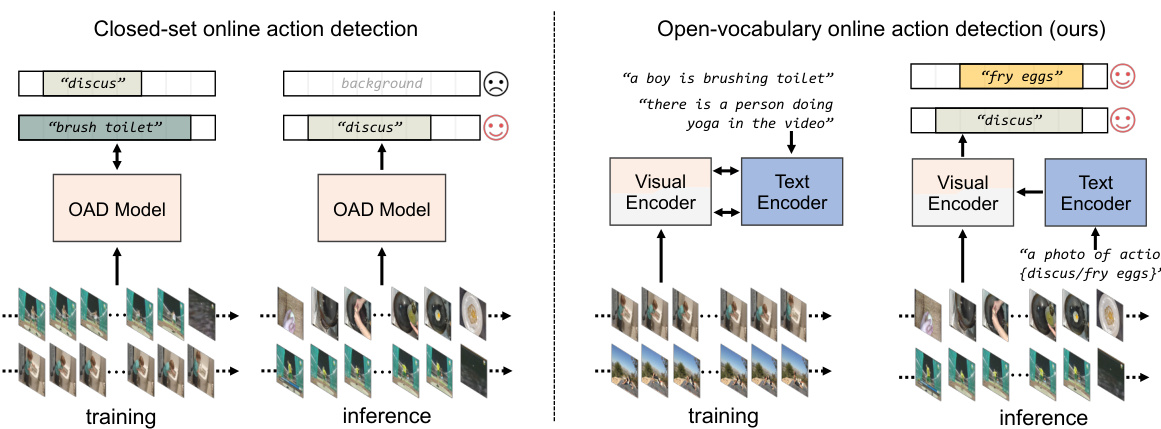 Closed-set online action detection
Open-vocabulary online action detection (ours)
"discus"
"brush toilet"
OAD Model
training
background
"discus"
OAD Model
inference
"a boy is brushing toilet"
"there is a person doing
yoga in the video"
Visual
Encoder
Text
Encoder
training
"fry eggs"
"discus"
Visual
Encoder
Text
Encoder
"a photo of actio
{discus/fry eggs}"
inference